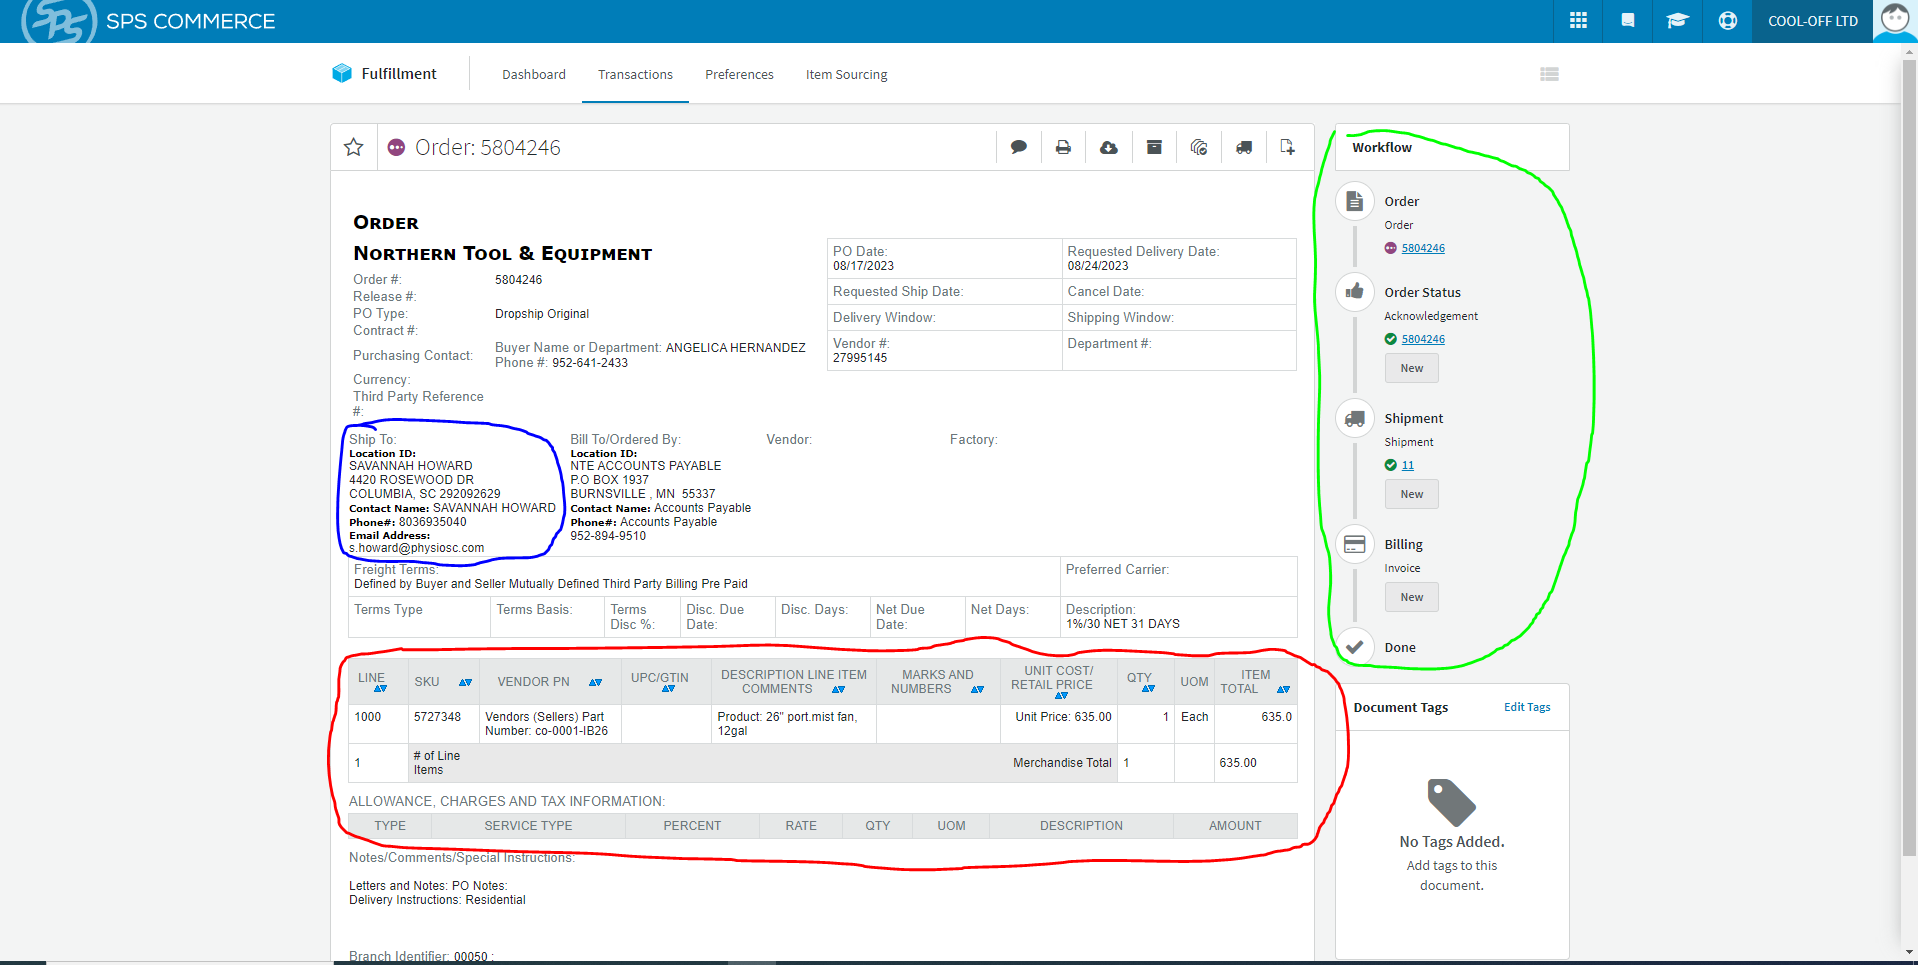 SPS COMMERCE
COOL-OFF LTD
Fulfillment
Dashboard
Transactions
Preferences
Item Sourcing
Order: 5804246
ORDER
NORTHERN TOOL & EQUIPMENT
Order #: 5804246
Release #:
PO Type: Dropship Original
Contract #:
Purchasing Contact: Buyer Name or Department: ANGELICA HERNANDEZ
Phone #: 952-641-2433
Currency:
Third Party Reference
#:
PO Date:
08/17/2023
Requested Delivery Date:
08/24/2023
Requested Ship Date:
Cancel Date:
Delivery Window:
Shipping Window:
Vendor #:
27995145
Department #:
Ship To:
Location ID:
SAVANNAH HOWARD
4420 ROSEWOOD DR
COLUMBIA, SC 292092629
Contact Name: SAVANNAH HOWARD
Phone#: 8036935040
Email Address:
s.howard@physiosc.com
Bill To/Ordered By:
Location ID:
NTE ACCOUNTS PAYABLE
P.O BOX 1937
BURNSVILLE , MN 55337
Contact Name: Accounts Payable
Phone#: Accounts Payable
952-894-9510
Vendor:
Factory:
Freight Terms:
Defined by Buyer and Seller Mutually Defined Third Party Billing Pre Paid
Preferred Carrier:
Terms Type
Terms Basis:
Terms
Disc %:
Disc. Due
Date:
Disc. Days:
Net Due
Date:
Net Days:
Description:
1%/30 NET 31 DAYS
LINE
SKU
VENDOR PN
UPC/GTIN
DESCRIPTION LINE ITEM
COMMENTS
MARKS AND
NUMBERS
UNIT COST/
RETAIL PRICE
QTY
UOM
ITEM
TOTAL
1000
5727348
Vendors (Sellers) Part
Number: co-0001-IB26
Product: 26" port.mist fan,
12gal
Unit Price: 635.00
1
Each
635.0
1
# of Line
Items
Merchandise Total
1
635.00
ALLOWANCE, CHARGES AND TAX INFORMATION:
TYPE
SERVICE TYPE
PERCENT
RATE
QTY
UOM
DESCRIPTION
AMOUNT
Notes/Comments/Special Instructions:
Letters and Notes: PO Notes:
Delivery Instructions: Residential
Branch Identifier: 00050 :
Workflow
Order
Order
5804246
Order Status
Acknowledgement
5804246
New
Shipment
Shipment
11
New
Billing
Invoice
New
Done
Document Tags
Edit Tags
No Tags Added.
Add tags to this
document.